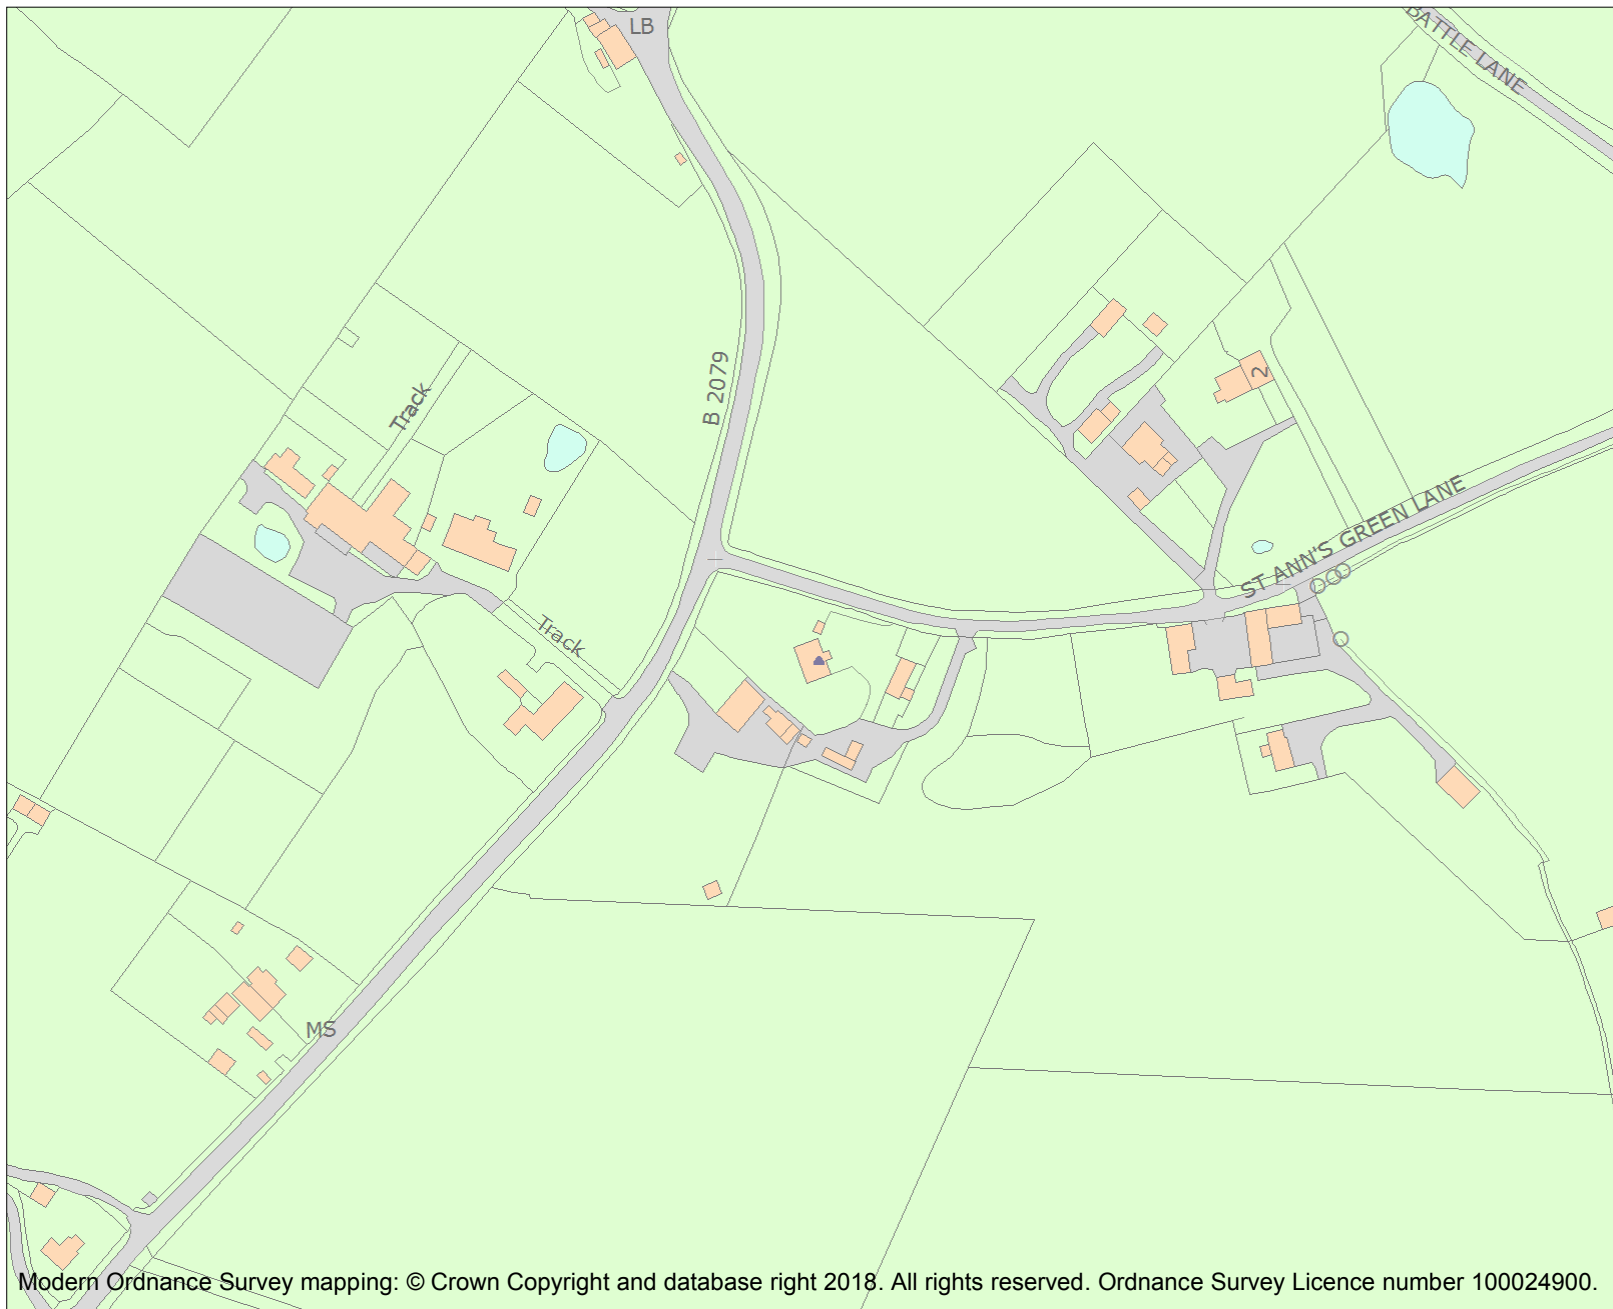 LB
BATTLE LANE
B 2079
Track
2
ST ANN'S GREEN LANE
Track
MS
Modern Ordnance Survey mapping: © Crown Copyright and database right 2018. All rights reserved. Ordnance Survey Licence number 100024900.